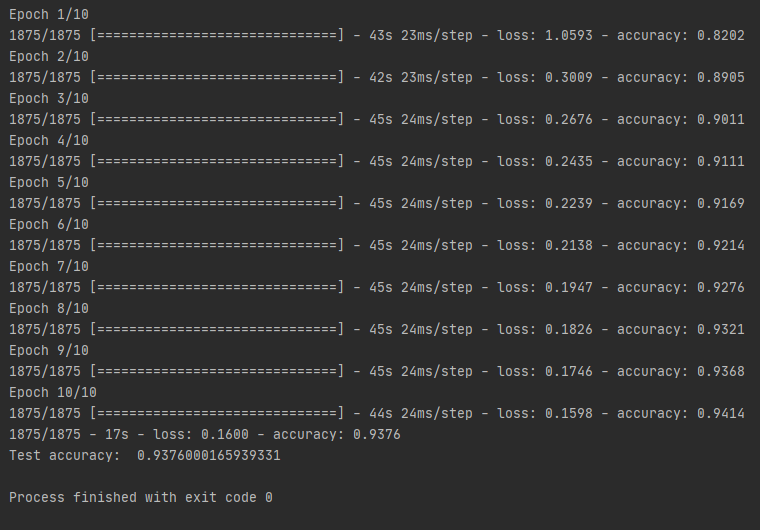 Epoch 1/10
1875/1875 [==============================] - 43s 23ms/step - loss: 1.0593 - accuracy: 0.8202
Epoch 2/10
1875/1875 [==============================] - 42s 23ms/step - loss: 0.3009 - accuracy: 0.8905
Epoch 3/10
1875/1875 [==============================] - 45s 24ms/step - loss: 0.2676 - accuracy: 0.9011
Epoch 4/10
1875/1875 [==============================] - 45s 24ms/step - loss: 0.2435 - accuracy: 0.9111
Epoch 5/10
1875/1875 [==============================] - 45s 24ms/step - loss: 0.2239 - accuracy: 0.9169
Epoch 6/10
1875/1875 [==============================] - 45s 24ms/step - loss: 0.2138 - accuracy: 0.9214
Epoch 7/10
1875/1875 [==============================] - 45s 24ms/step - loss: 0.1947 - accuracy: 0.9276
Epoch 8/10
1875/1875 [==============================] - 45s 24ms/step - loss: 0.1826 - accuracy: 0.9321
Epoch 9/10
1875/1875 [==============================] - 45s 24ms/step - loss: 0.1746 - accuracy: 0.9368
Epoch 10/10
1875/1875 [==============================] - 44s 24ms/step - loss: 0.1598 - accuracy: 0.9414
1875/1875 - 17s - loss: 0.1600 - accuracy: 0.9376
Test accuracy:  0.9376000165939331
Process finished with exit code 0